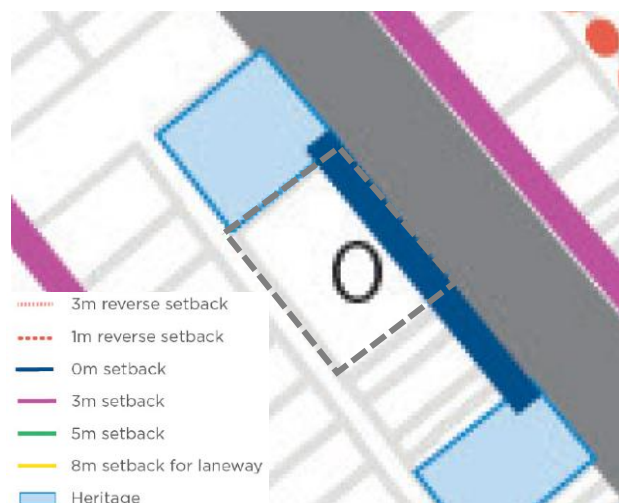 O
3m reverse setback
1m reverse setback
0m setback
3m setback
5m setback
8m setback for laneway
Heritage